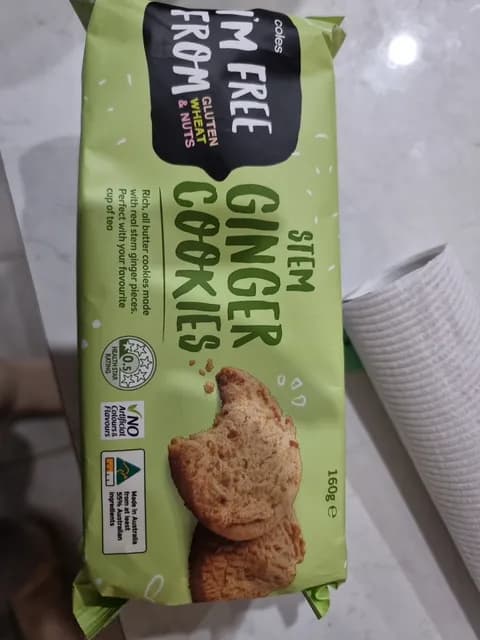 coles
I'M FREE
FROM
GLUTEN
WHEAT
& NUTS
STEM
GINGER
COOKIES
Rich, all butter cookies made
with real stem ginger pieces.
Perfect with your favourite
cup of tea
0.5
HEALTH STAR
RATING
NO
Artificial
Colours &
Flavours
Made in Australia
from at least
55% Australian
ingredients
160g e